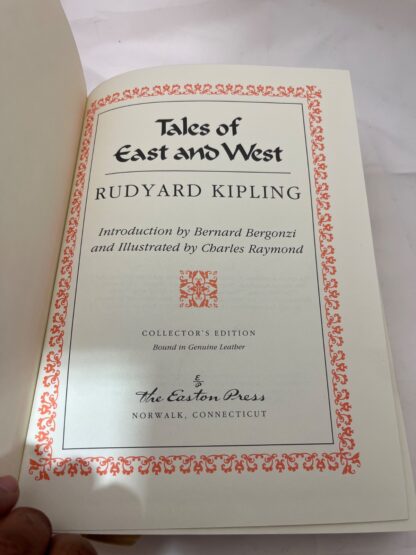 Tales of
East and West
RUDYARD KIPLING
Introduction by Bernard Bergonzi
and Illustrated by Charles Raymond
COLLECTOR'S EDITION
Bound in Genuine Leather
E
P
The Easton Press
NORWALK, CONNECTICUT